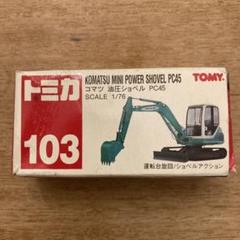 トミカ
103
KOMATSU MINI POWER SHOVEL PC45
コマツ 油圧ショベル PC45
SCALE 1/76
TOMY
運転台旋回/ショベルアクション